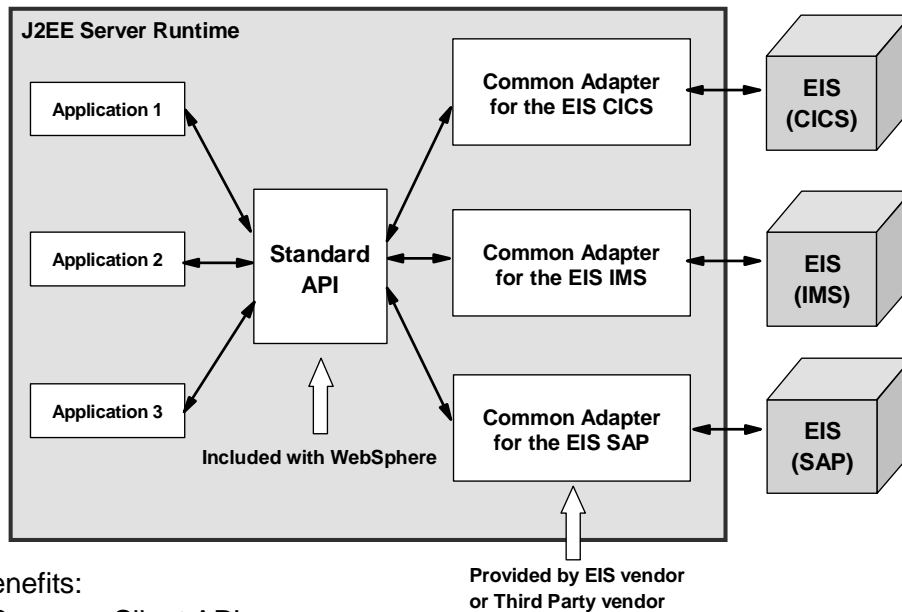 J2EE Server Runtime
Application 1
Application 2
Application 3
Standard
API
Included with WebSphere
Common Adapter
for the EIS CICS
Common Adapter
for the EIS IMS
Common Adapter
for the EIS SAP
EIS
(CICS)
EIS
(IMS)
EIS
(SAP)
Provided by EIS vendor
or Third Party vendor
enefits: